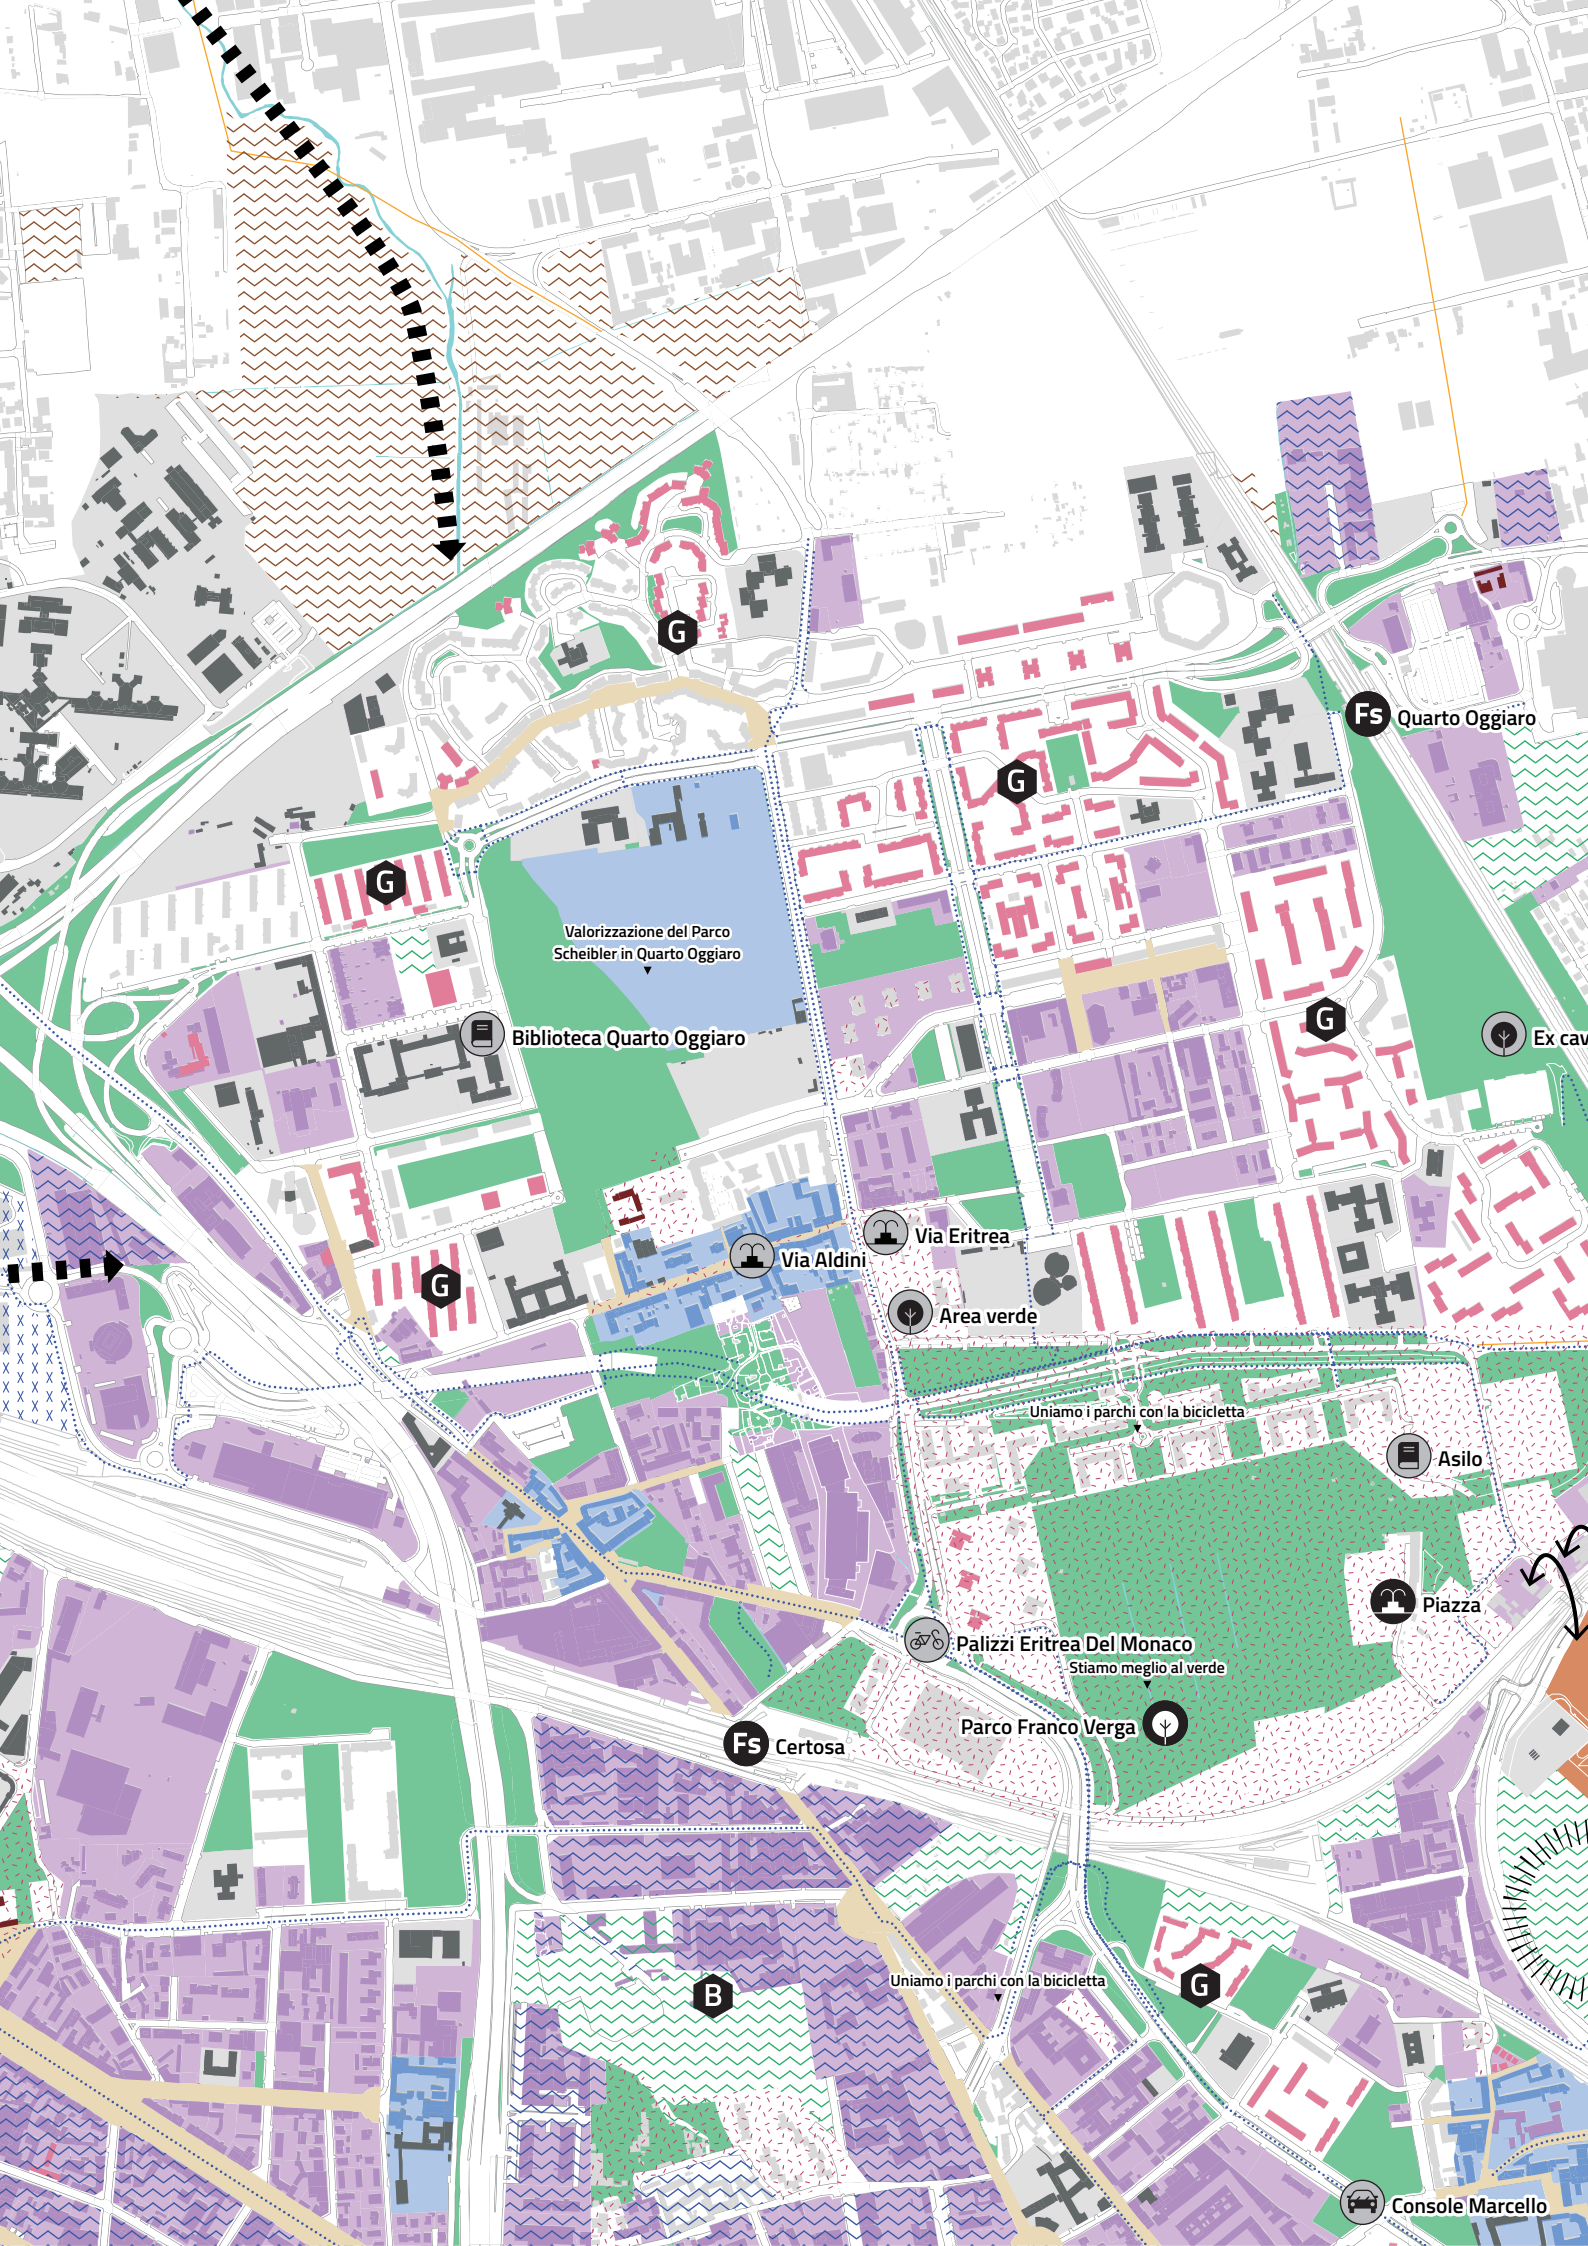 G
Fs
Quarto Oggiaro
G
G
Valorizzazione del Parco
Scheibler in Quarto Oggiaro
G
Biblioteca Quarto Oggiaro
Ex cav
Via Eritrea
Via Aldini
G
Area verde
Uniamo i parchi con la bicicletta
Asilo
Piazza
Palizzi Eritrea Del Monaco
Stiamo meglio al verde
Parco Franco Verga
Fs
Certosa
Uniamo i parchi con la bicicletta
G
B
Console Marcello